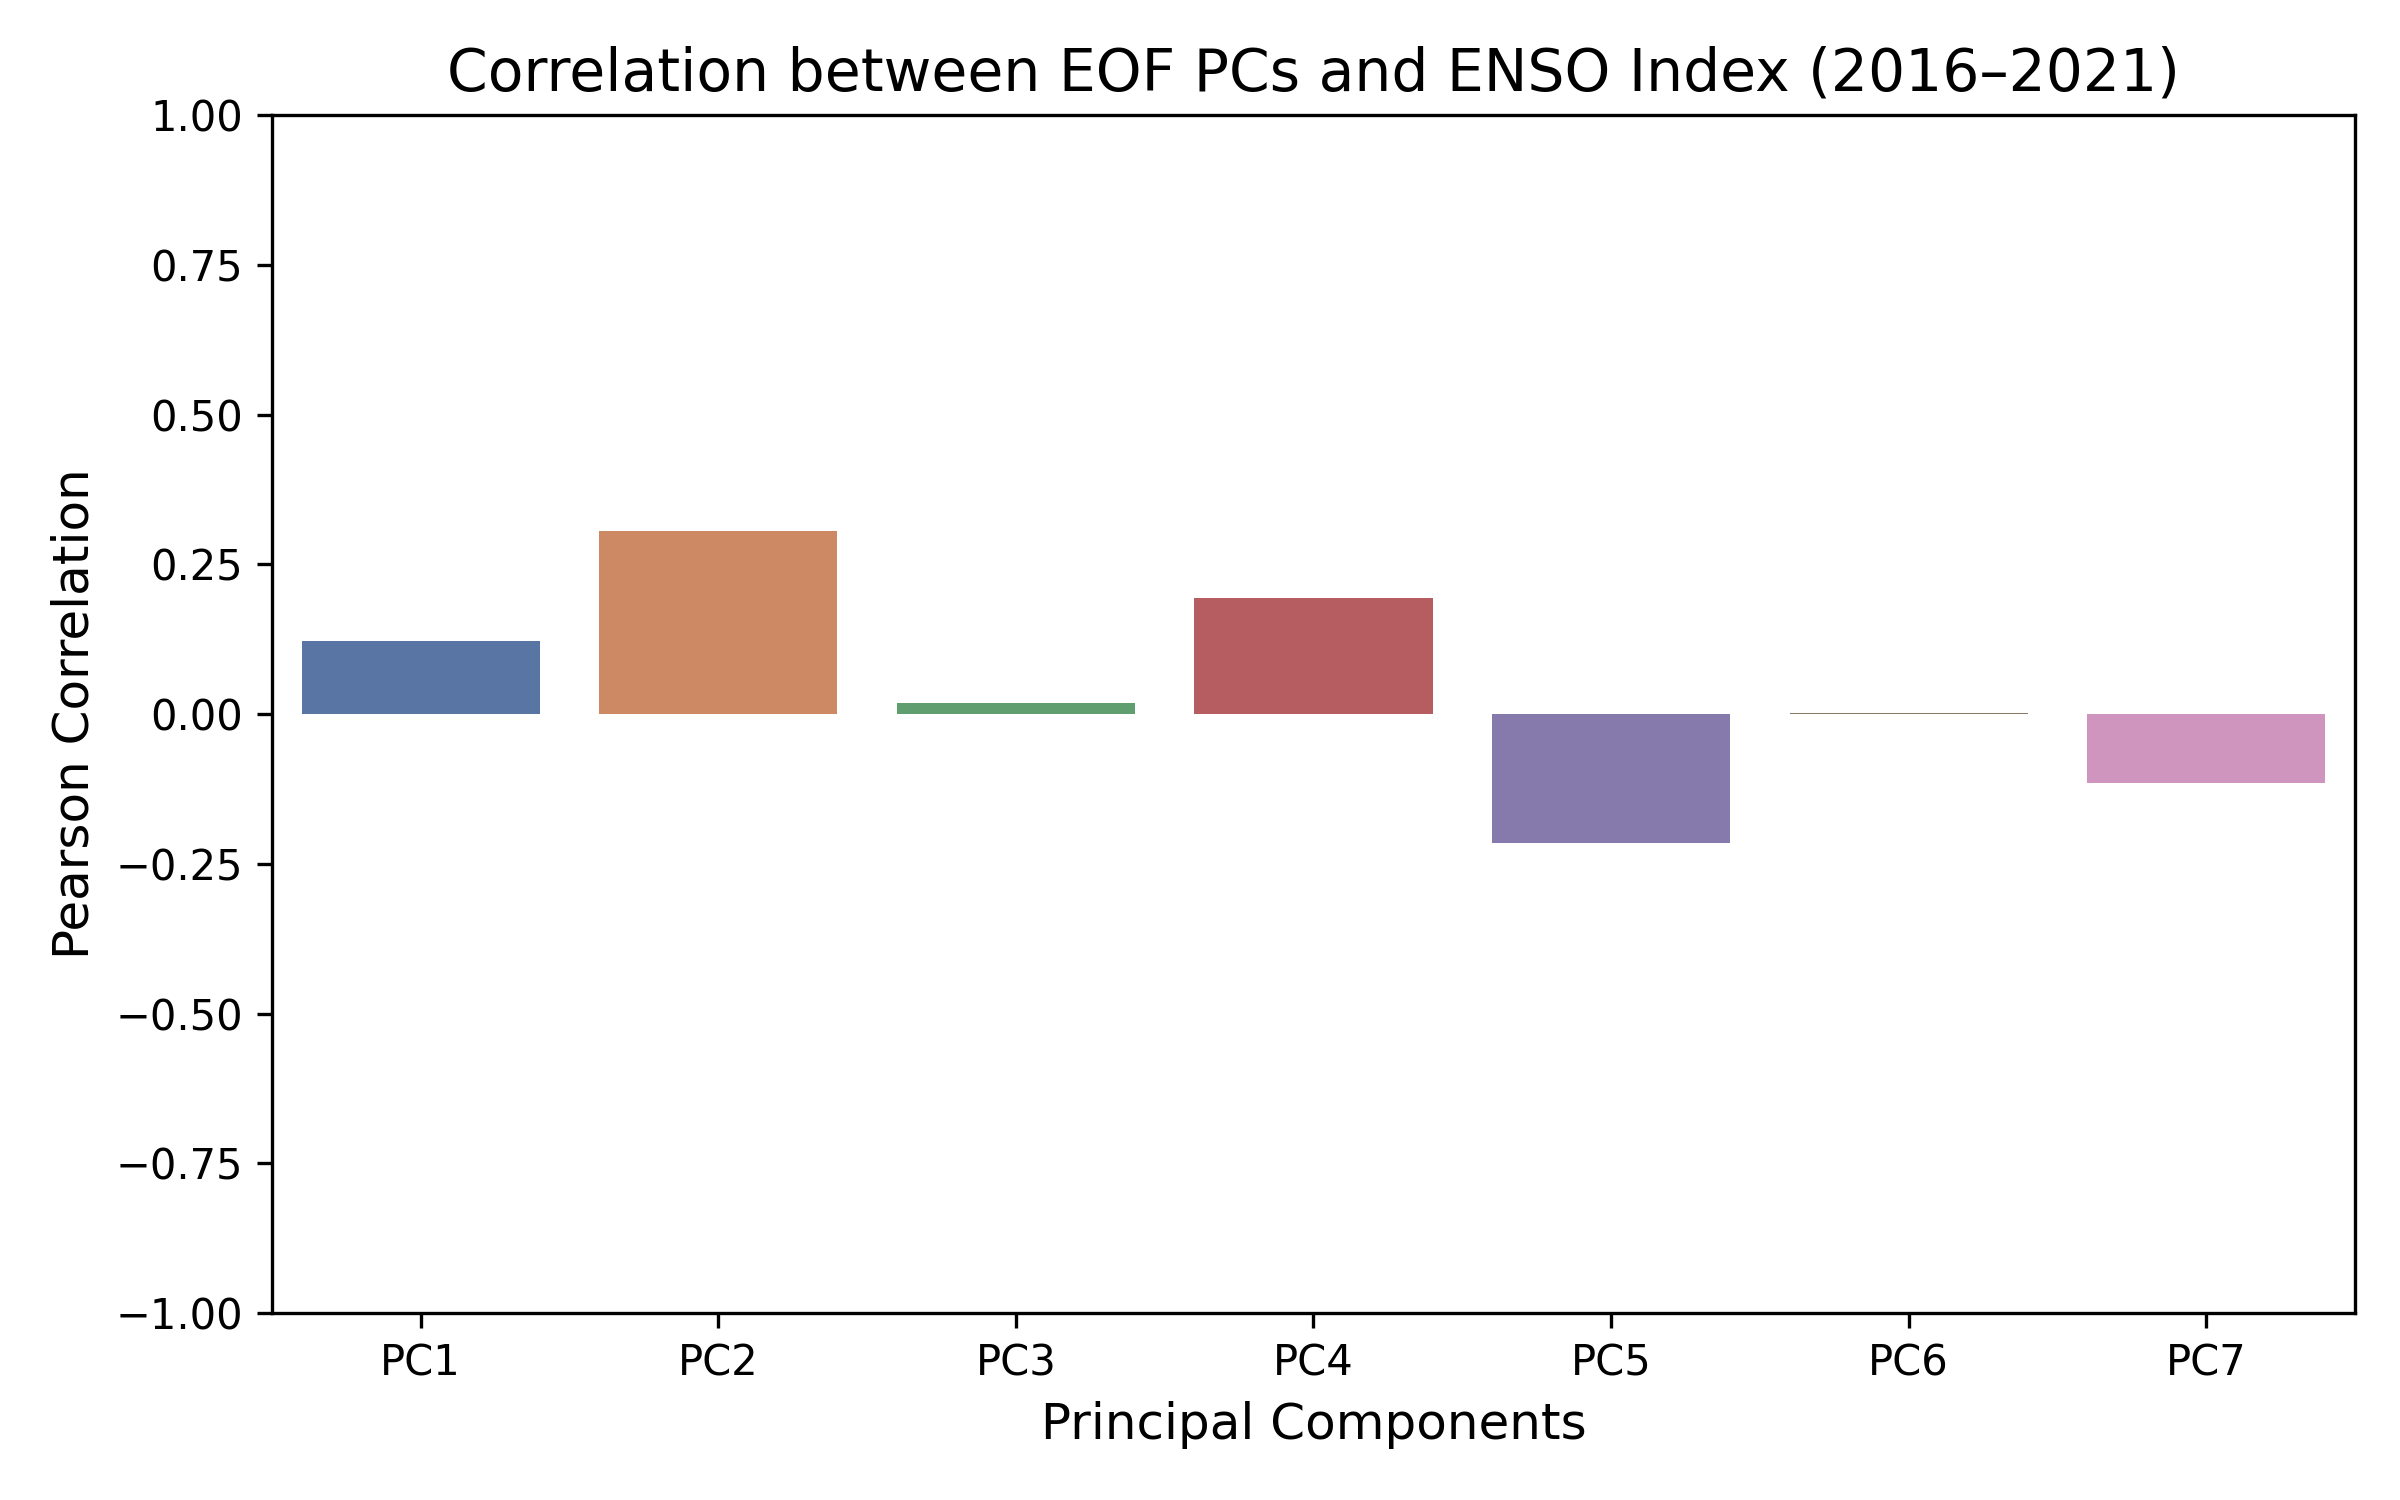 Correlation between EOF PCs and ENSO Index (2016–2021)
1.00
0.75
0.50
0.25
0.00
−0.25
−0.50
−0.75
−1.00
Pearson Correlation
PC1 PC2 PC3 PC4 PC5 PC6 PC7
Principal Components